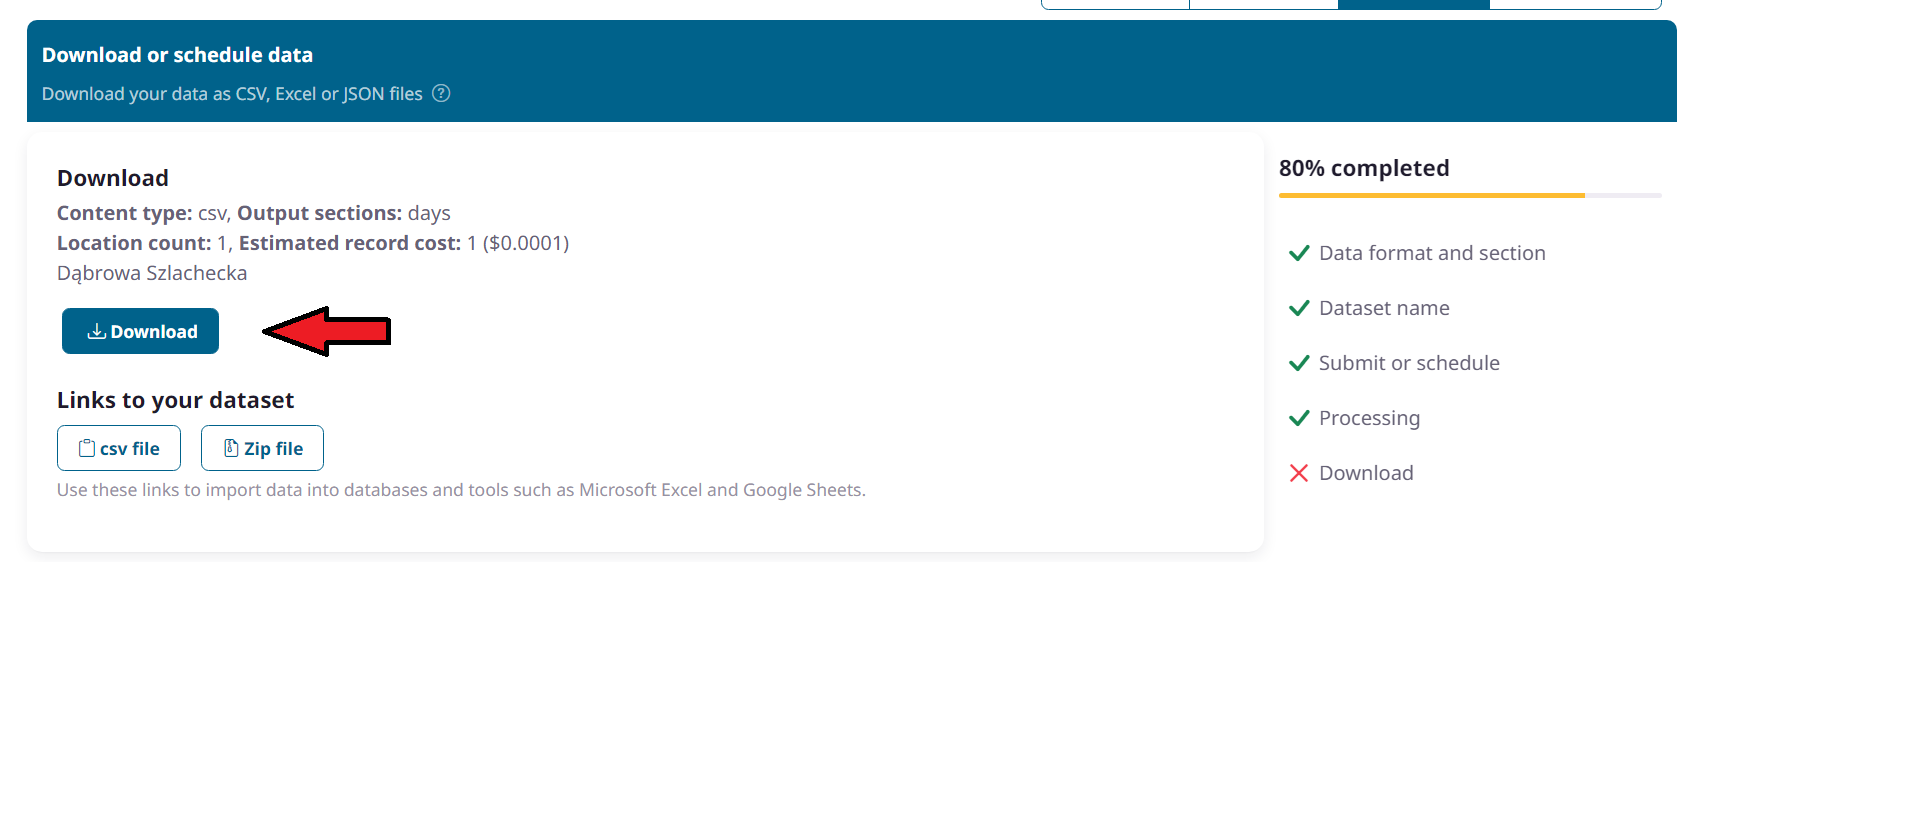 Download or schedule data
Download your data as CSV, Excel or JSON files
Download
Content type: csv, Output sections: days
Location count: 1, Estimated record cost: 1 ($0.0001)
Dąbrowa Szlachecka
Download
Links to your dataset
csv file
Zip file
Use these links to import data into databases and tools such as Microsoft Excel and Google Sheets.
80% completed
Data format and section
Dataset name
Submit or schedule
Processing
Download